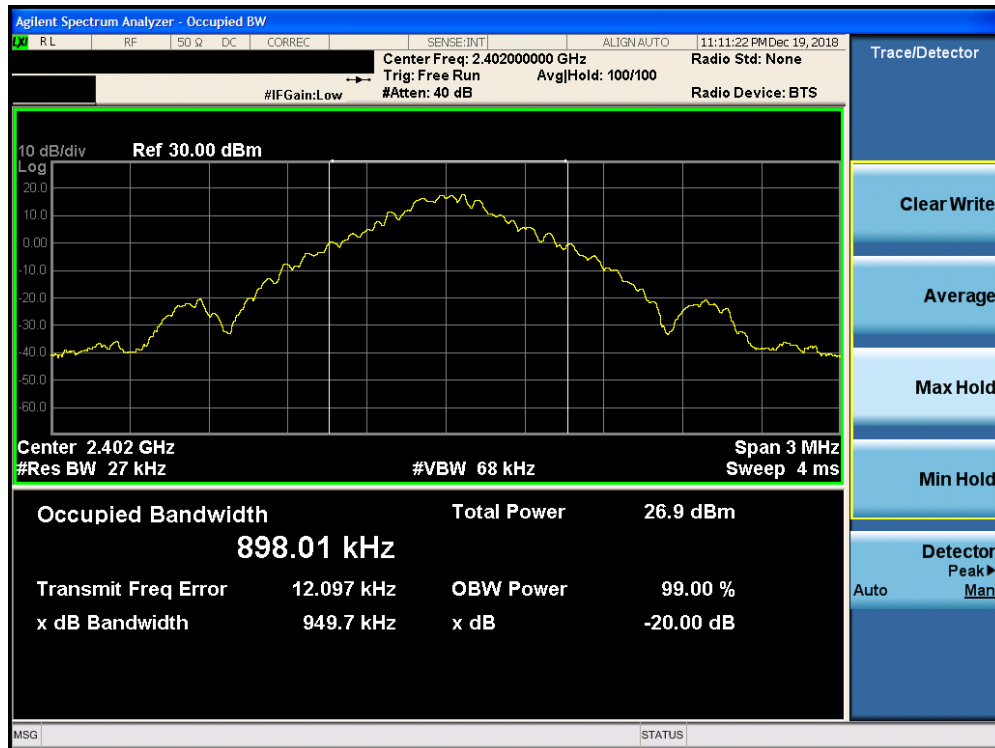 Agilent Spectrum Analyzer - Occupied BW
LXI RL RF 50 Ω DC CORREC SENSE:INT ALIGN AUTO 11:11:22 PM Dec 19, 2018
Center Freq: 2.402000000 GHz Radio Std: None
Trig: Free Run Avg|Hold: 100/100
#IFGain:Low #Atten: 40 dB Radio Device: BTS
10 dB/div Ref 30.00 dBm
Log
20.0
10.0
0.00
-10.0
-20.0
-30.0
-40.0
-50.0
-60.0
Center 2.402 GHz Span 3 MHz
#Res BW 27 kHz #VBW 68 kHz Sweep 4 ms
Occupied Bandwidth Total Power 26.9 dBm
898.01 kHz
Transmit Freq Error 12.097 kHz OBW Power 99.00 %
x dB Bandwidth 949.7 kHz x dB -20.00 dB
MSG STATUS
Trace/Detector
Clear Write
Average
Max Hold
Min Hold
Detector
Peak▶
Auto Man